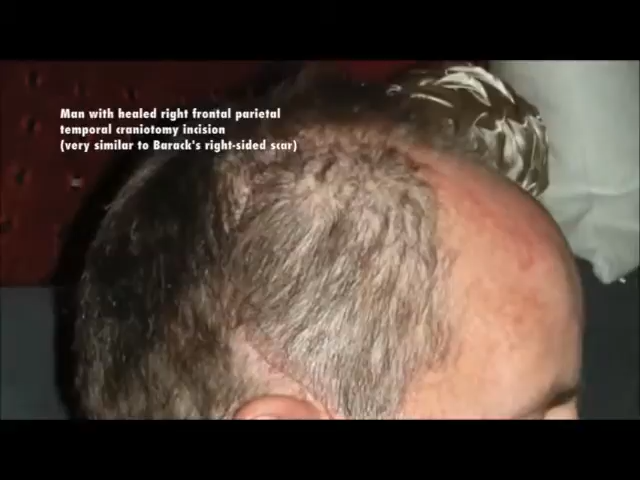 Man with healed right frontal parietal
temporal craniotomy incision
(very similar to Barack's right-sided scar)